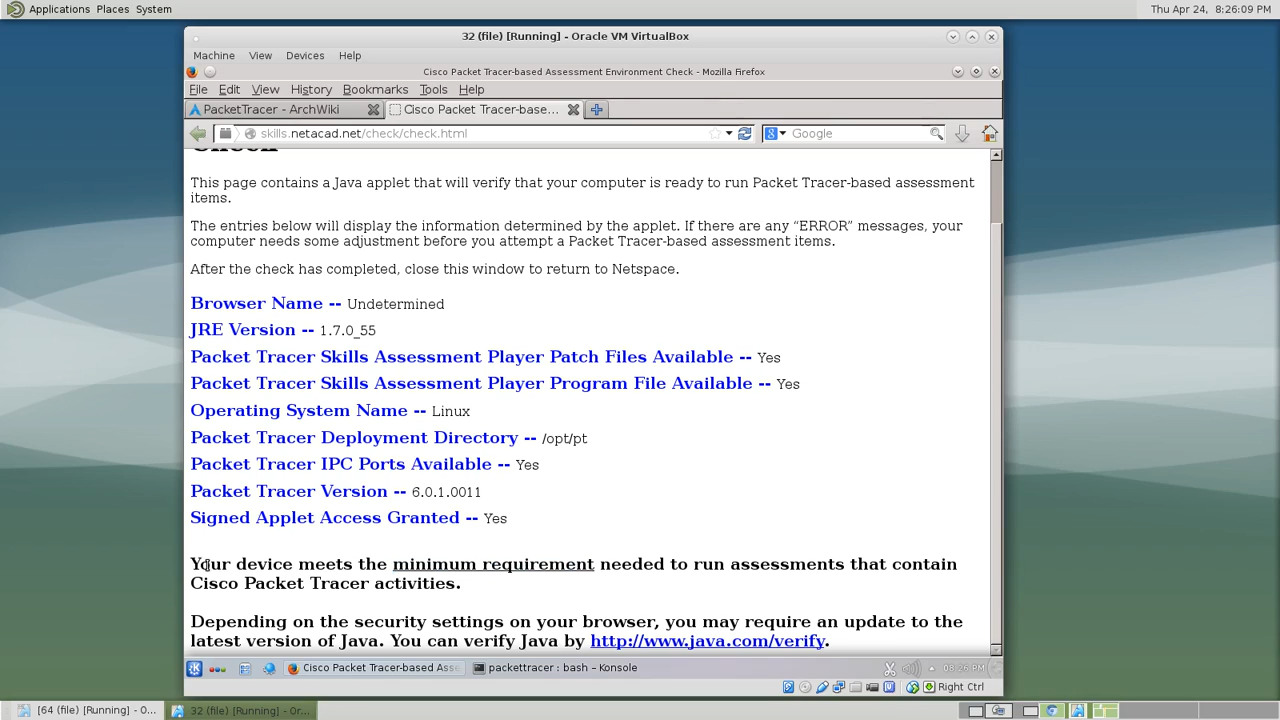 Applications Places System
Thu Apr 24, 8:26:09 PM
32 (file) [Running] - Oracle VM VirtualBox
Machine View Devices Help
Cisco Packet Tracer-based Assessment Environment Check - Mozilla Firefox
File Edit View History Bookmarks Tools Help
PacketTracer - ArchWiki
Cisco Packet Tracer-base...
skills.netacad.net/check/check.html
Google
Check
This page contains a Java applet that will verify that your computer is ready to run Packet Tracer-based assessment
items.
The entries below will display the information determined by the applet. If there are any “ERROR” messages, your
computer needs some adjustment before you attempt a Packet Tracer-based assessment items.
After the check has completed, close this window to return to Netspace.
Browser Name -- Undetermined
JRE Version -- 1.7.0_55
Packet Tracer Skills Assessment Player Patch Files Available -- Yes
Packet Tracer Skills Assessment Player Program File Available -- Yes
Operating System Name -- Linux
Packet Tracer Deployment Directory -- /opt/pt
Packet Tracer IPC Ports Available -- Yes
Packet Tracer Version -- 6.0.1.0011
Signed Applet Access Granted -- Yes
Your device meets the minimum requirement needed to run assessments that contain
Cisco Packet Tracer activities.
Depending on the security settings on your browser, you may require an update to the
latest version of Java. You can verify Java by http://www.java.com/verify.
Cisco Packet Tracer-based Asse
packettracer : bash – Konsole
08:26 PM
Right Ctrl
[64 (file) [Running] - O...
32 (file) [Running] - Or...